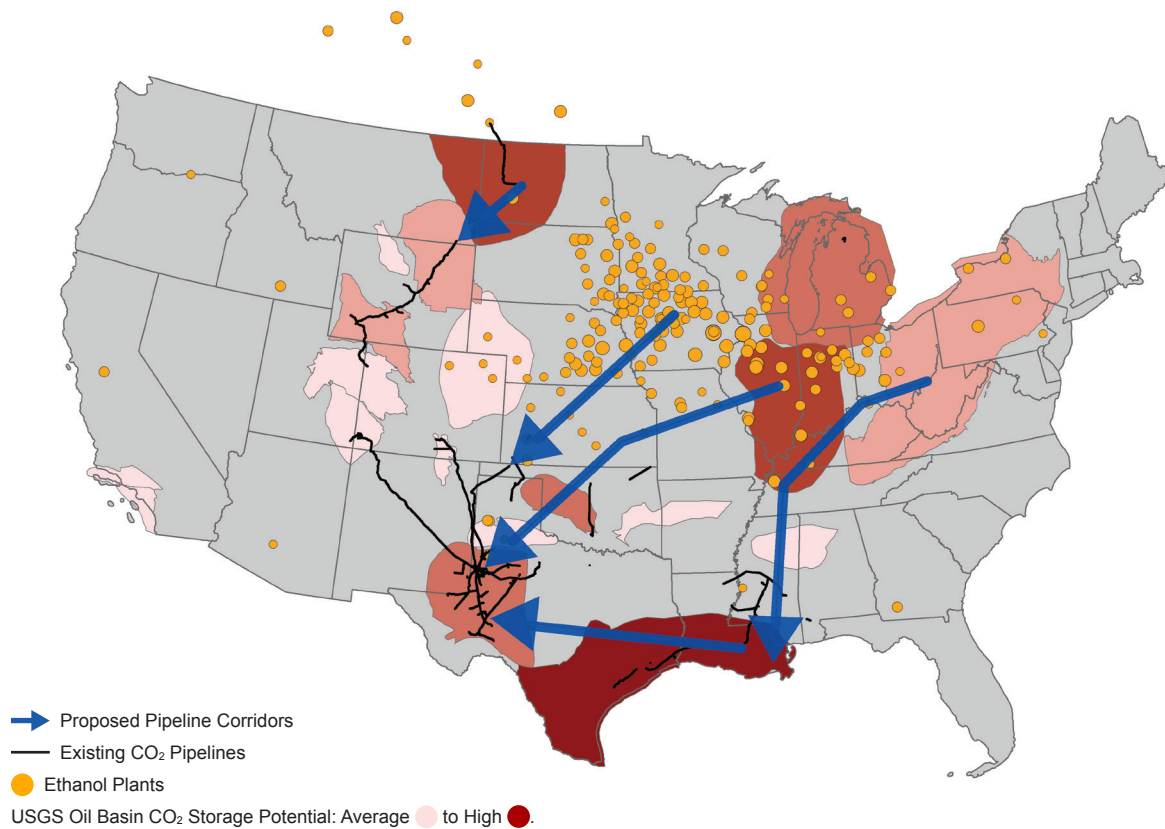 Proposed Pipeline Corridors
Existing CO₂ Pipelines
Ethanol Plants
USGS Oil Basin CO₂ Storage Potential: Average to High .